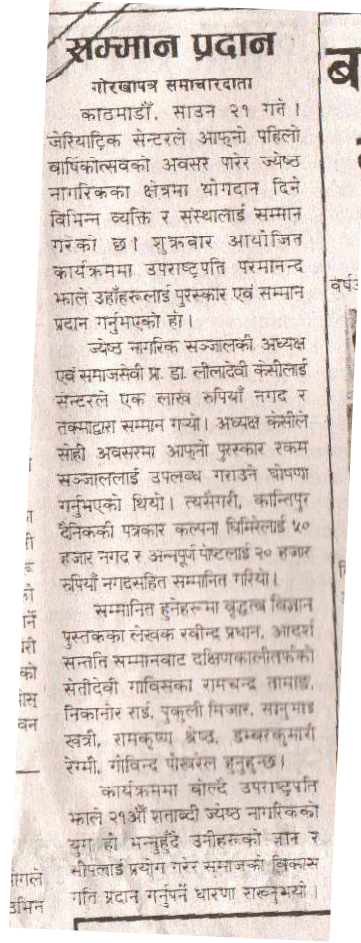 सम्मान प्रदान
गोरखापत्र समाचारदाता
काठमाडौँ, साउन २१ गते ।
जेरियाट्रिक सेन्टरले आफ्नो पहिलो
वार्षिकोत्सवको अवसर पारेर ज्येष्ठ
नागरिकका क्षेत्रमा योगदान दिने
विभिन्न व्यक्ति र संस्थालाई सम्मान
गरेको छ । शुक्रबार आयोजित
कार्यक्रममा उपराष्ट्रपति परमानन्द
झाले उहाँहरूलाई पुरस्कार एवं सम्मान
प्रदान गर्नुभएको हो ।
ज्येष्ठ नागरिक सञ्जालकी अध्यक्ष
एवं समाजसेवी प्रा. डा. लीलादेवी केसीलाई
सेन्टरले एक लाख रुपियाँ नगद र
तक्माद्वारा सम्मान गऱ्यो । अध्यक्ष केसीले
सोही अवसरमा आफ्नो पुरस्कार रकम
सञ्जाललाई उपलब्ध गराउने घोषणा
गर्नुभएको थियो । त्यसैगरी, कान्तिपुर
दैनिककी पत्रकार कल्पना घिमिरेलाई ५०
हजार नगद र अन्नपूर्ण पोष्टलाई २० हजार
रुपियाँ नगदसहित सम्मानित गरियो ।
सम्मानित हुनेहरूमा वृद्धत्व विज्ञान
पुस्तकका लेखक रवीन्द्र प्रधान, आदर्श
सन्तति सम्मानबाट दक्षिणकालीतर्फको
सेतीदेवी गाविसका रामचन्द्र तामाङ,
निकानोर राई, पुकुली मिजार, सानुभाइ
खत्री, रामकृष्ण श्रेष्ठ, डम्बरकुमारी
रेग्मी, गोविन्द पोखरेल हुनुहुन्छ ।
कार्यक्रममा बोल्दै उपराष्ट्रपति
झाले २१औँ शताब्दी ज्येष्ठ नागरिकको
युग हो भन्नुहुँदै उनीहरूको ज्ञान र
सीपलाई प्रयोग गरेर समाजको विकास
गति प्रदान गर्नुपर्ने धारणा राख्नुभयो ।